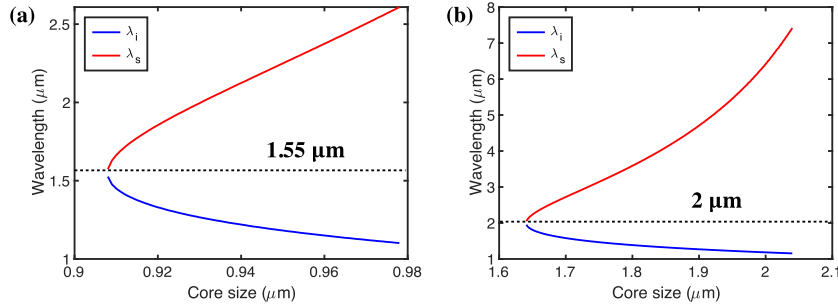 (a)
2.5
2
1.5
1
Wavelength (μm)
λi
λs
1.55 μm
0.9
0.92
0.94
0.96
0.98
Core size (μm)
(b)
8
7
6
5
4
3
2
1
Wavelength (μm)
λi
λs
2 μm
1.6
1.7
1.8
1.9
2
2.1
Core size (μm)